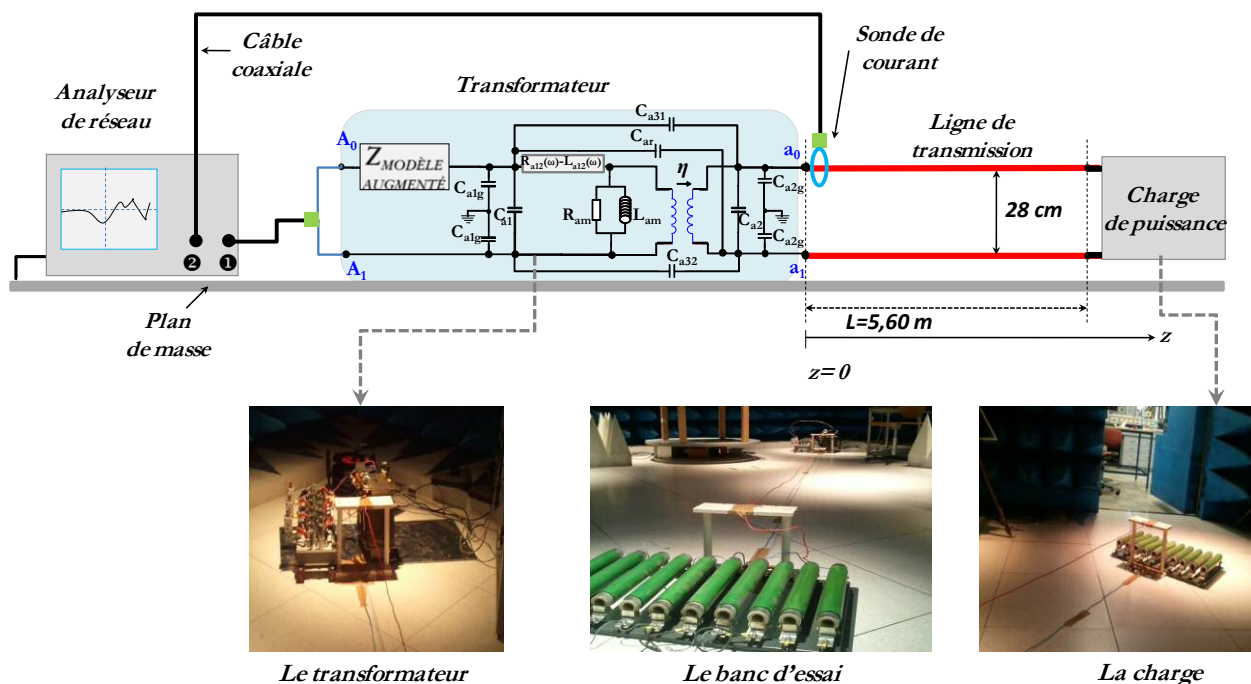 Câble
coaxiale
Sonde de
courant
Analyseur
de réseau
Transformateur
Ligne de
transmission
A₀
Z MODÈLE
AUGMENTÉ
Cₐ₃₁
Cₐᵣ
Rₐ₁₂(ω)-Lₐ₁₂(ω)
η
a₀
Cₐ₁g
Cₐ₁
Rₐₘ
Lₐₘ
Cₐ₂g
Cₐ₂
28 cm
Charge
de puissance
Cₐ₁g
Cₐ₂g
Cₐ₃₂
❷ ❶
A₁
a₁
Plan
de masse
L=5,60 m
z
z= 0
Le transformateur
Le banc d'essai
La charge